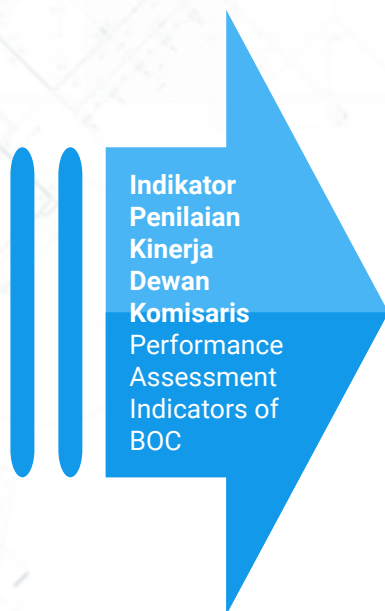 Indikator
Penilaian
Kinerja
Dewan
Komisaris
Performance
Assessment
Indicators of
BOC